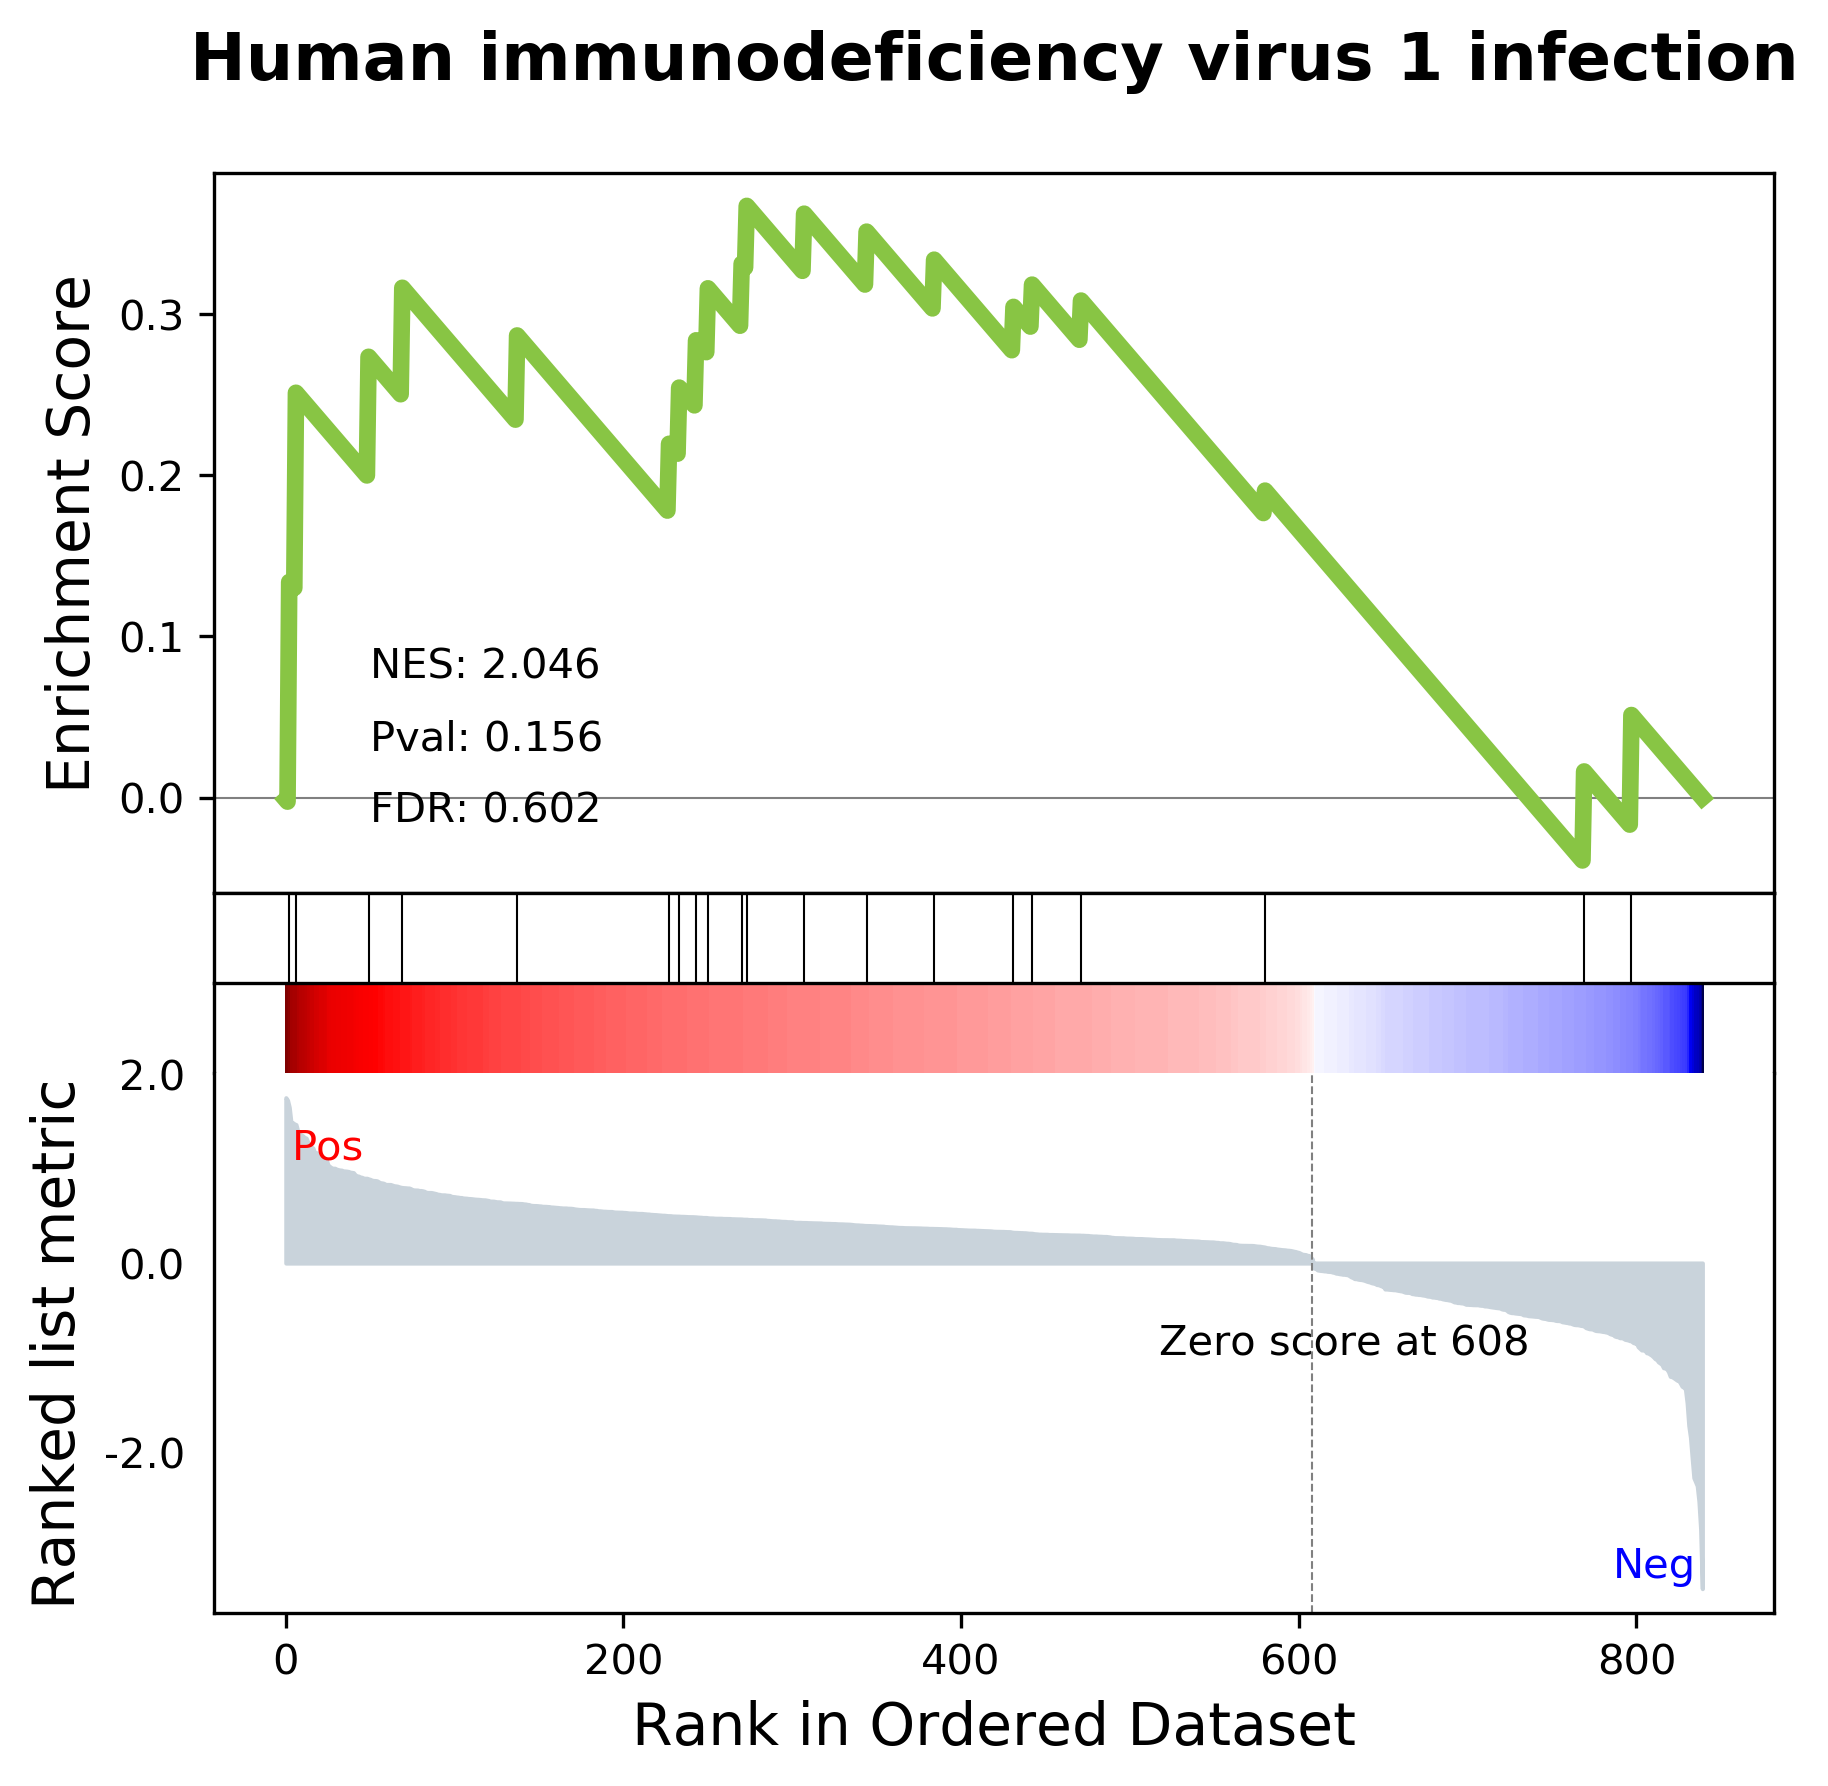 Human immunodeficiency virus 1 infection
Enrichment Score
0.3
0.2
0.1
0.0
NES: 2.046
Pval: 0.156
FDR: 0.602
Ranked list metric
2.0
0.0
-2.0
Pos
Zero score at 608
Neg
0 200 400 600 800
Rank in Ordered Dataset